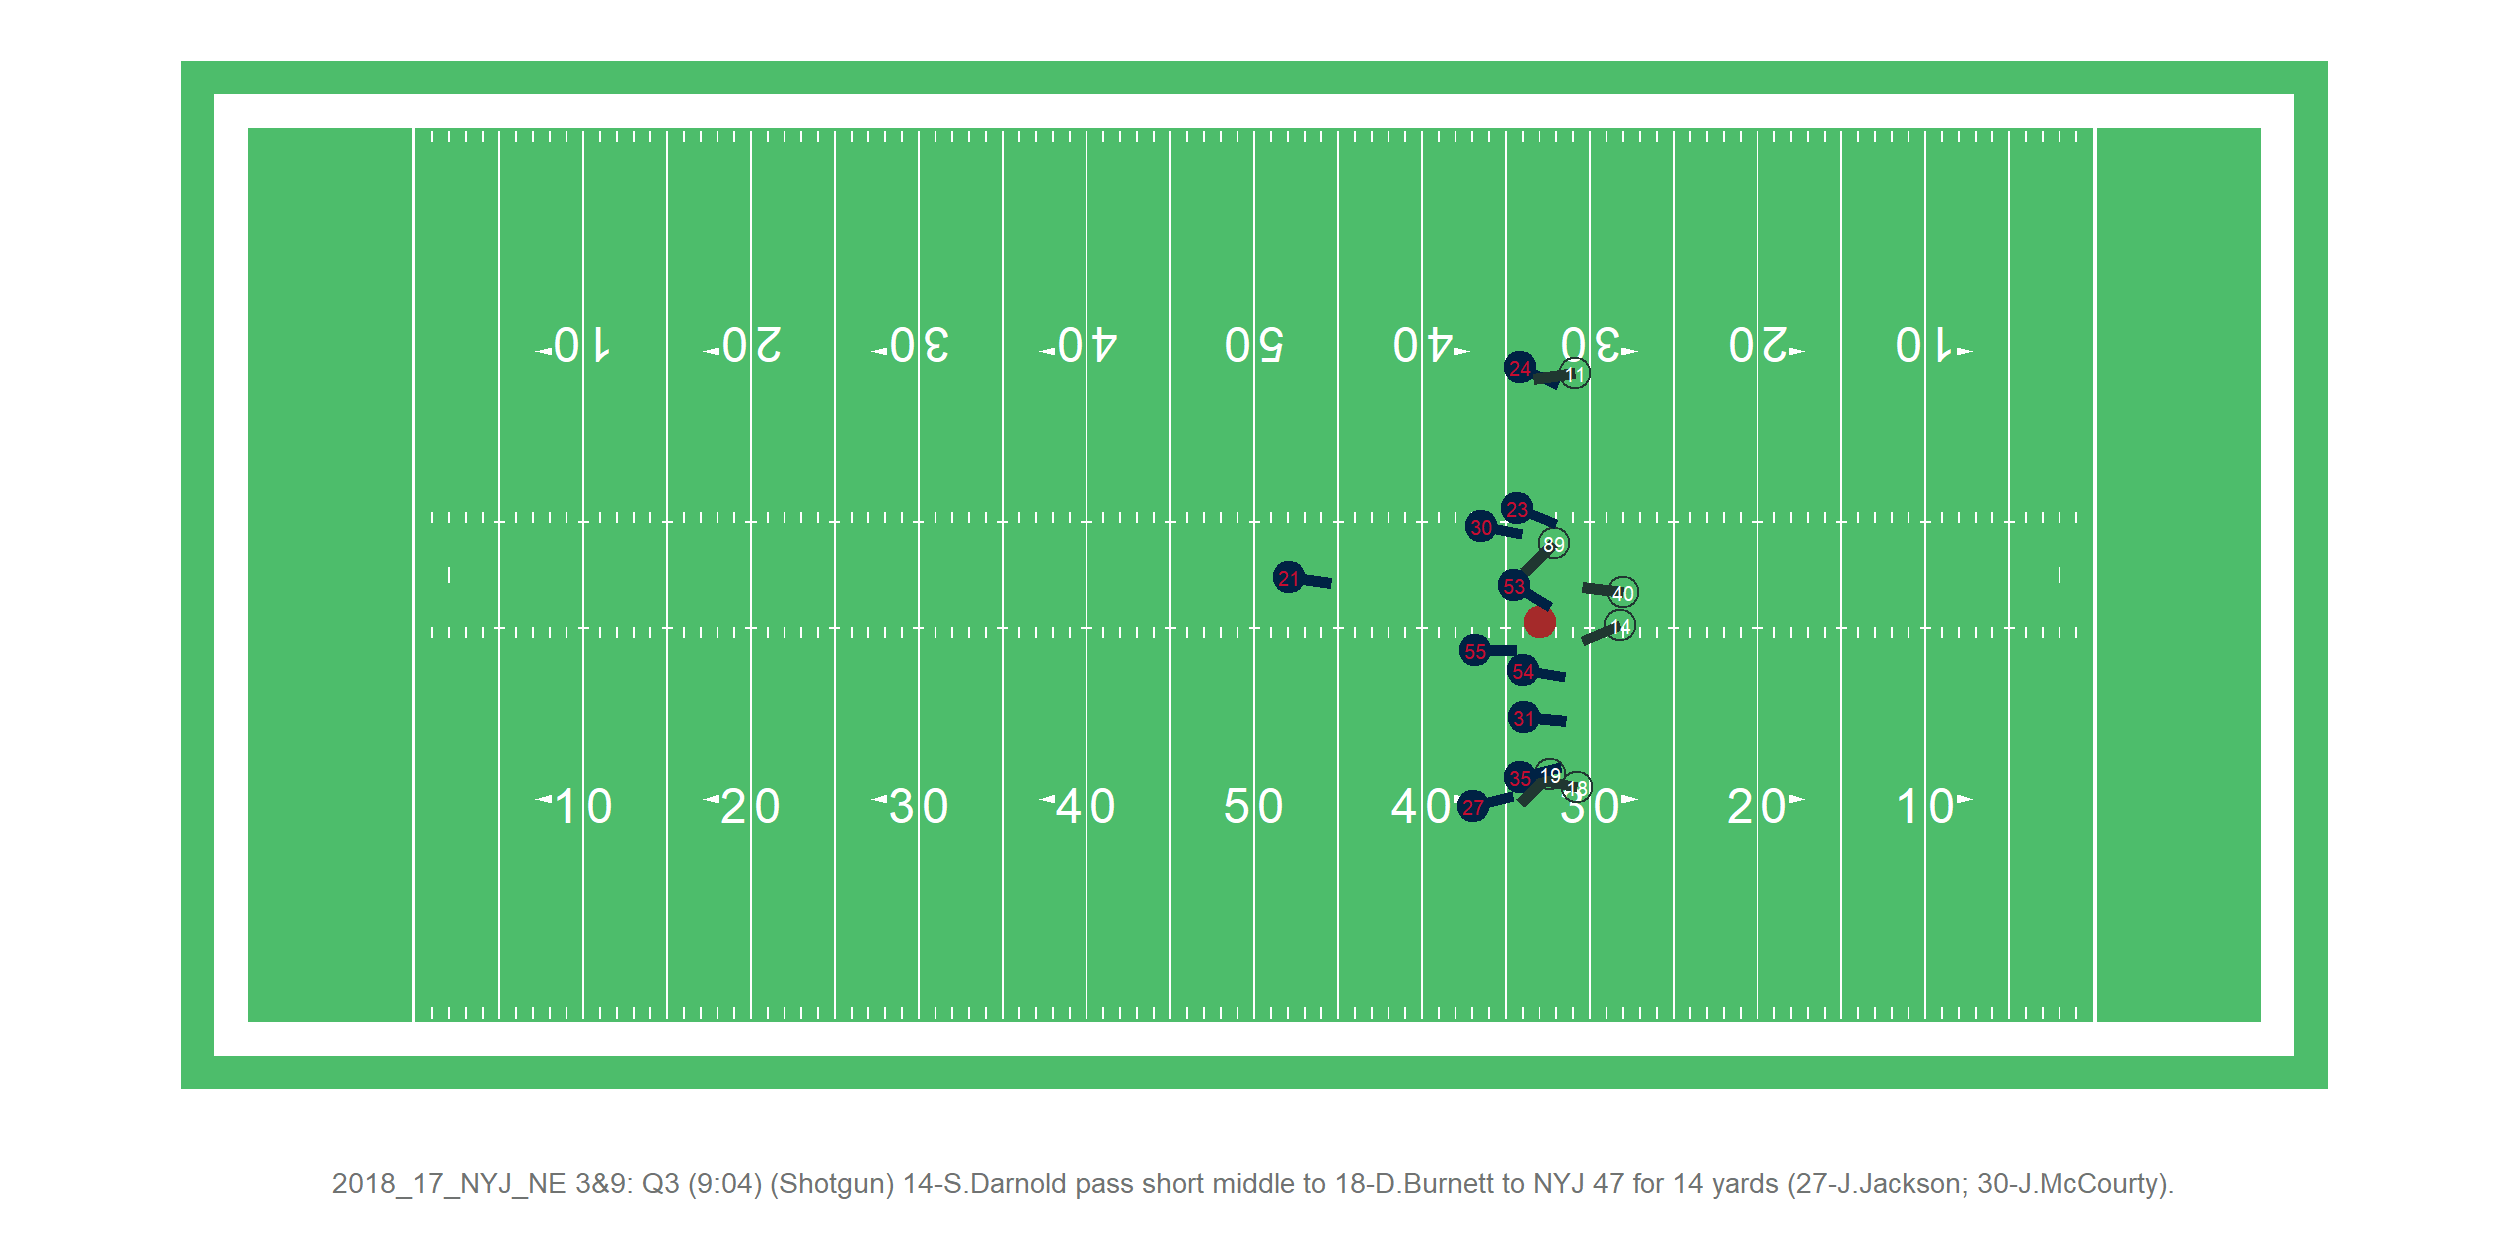 10 20 30 40 50 40 30 20 10
24 11
23
30
89
21 53 40
14
55
54
31
35 19 18
27
10 20 30 40 50 40 30 20 10
2018_17_NYJ_NE 3&9: Q3 (9:04) (Shotgun) 14-S.Darnold pass short middle to 18-D.Burnett to NYJ 47 for 14 yards (27-J.Jackson; 30-J.McCourty).